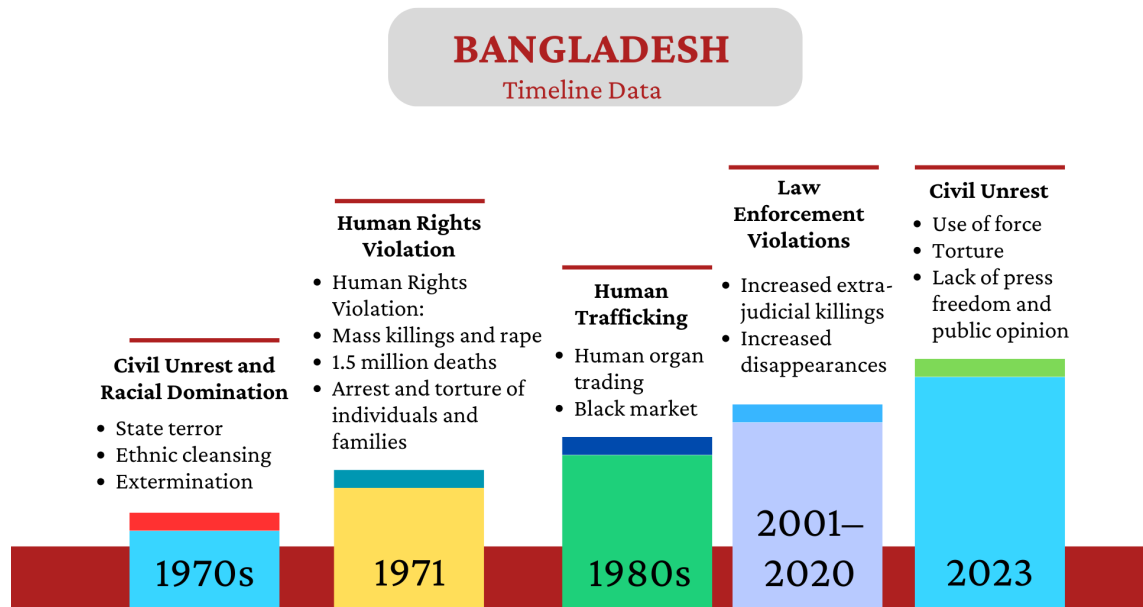 BANGLADESH
Timeline Data
Civil Unrest and
Racial Domination
• State terror
• Ethnic cleansing
• Extermination
1970s
Human Rights
Violation
• Human Rights
Violation:
• Mass killings and rape
• 1.5 million deaths
• Arrest and torture of
individuals and
families
1971
Human
Trafficking
• Human organ
trading
• Black market
1980s
Law
Enforcement
Violations
• Increased extra-
judicial killings
• Increased
disappearances
2001–
2020
Civil Unrest
• Use of force
• Torture
• Lack of press
freedom and
public opinion
2023